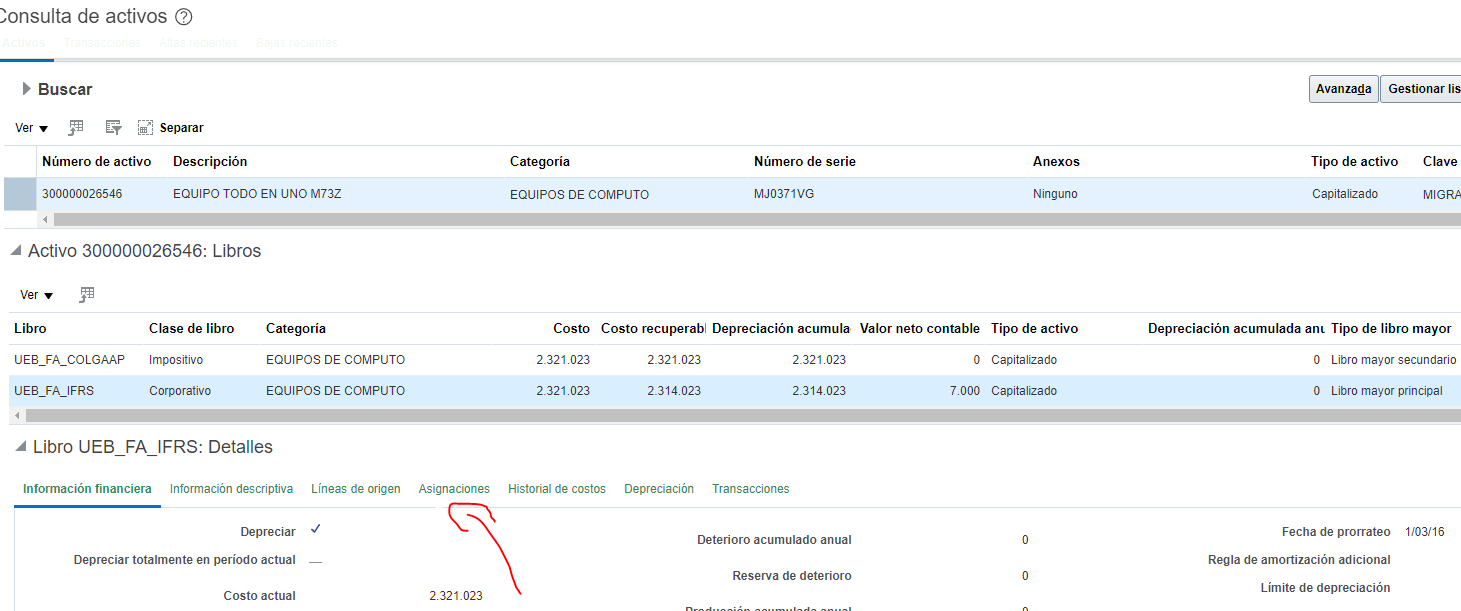 Consulta de activos ?
Activos Transacciones Altas recientes Bajas recientes
Buscar
Avanzada Gestionar lis
Ver Separar
Número de activo Descripción Categoría Número de serie Anexos Tipo de activo Clave
300000026546 EQUIPO TODO EN UNO M73Z EQUIPOS DE COMPUTO MJ0371VG Ninguno Capitalizado MIGRA
Activo 300000026546: Libros
Ver
Libro Clase de libro Categoría Costo Costo recuperabl Depreciación acumula Valor neto contable Tipo de activo Depreciación acumulada anu Tipo de libro mayor
UEB_FA_COLGAAP Impositivo EQUIPOS DE COMPUTO 2.321.023 2.321.023 2.321.023 0 Capitalizado 0 Libro mayor secundario
UEB_FA_IFRS Corporativo EQUIPOS DE COMPUTO 2.321.023 2.314.023 2.314.023 7.000 Capitalizado 0 Libro mayor principal
Libro UEB_FA_IFRS: Detalles
Información financiera Información descriptiva Líneas de origen Asignaciones Historial de costos Depreciación Transacciones
Depreciar Deterioro acumulado anual 0 Fecha de prorrateo 1/03/16
Depreciar totalmente en período actual — Reserva de deterioro 0 Regla de amortización adicional
Costo actual 2.321.023 Producción acumulada anual 0 Límite de depreciación